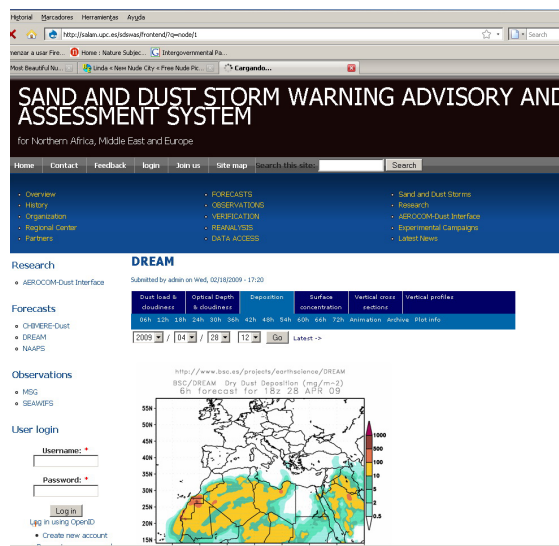 Historial Marcadores Herramientas Ayuda
http://salam.upc.es/sdswas/frontend/?q=node/1
Search
menzar a usar Fire... Home : Nature Subjec... Intergovernmental Pa...
Most Beautiful Nu... Linda « New Nude City « Free Nude Pic... Cargando...
SAND AND DUST STORM WARNING ADVISORY AND
ASSESSMENT SYSTEM
for Northern Africa, Middle East and Europe
Home Contact Feedback login Join us Site map Search this site: Search
Overview
History
Organization
Regional Center
Partners
FORECASTS
OBSERVATIONS
VERIFICATION
REANALYSIS
DATA ACCESS
Sand and Dust Storms
Research
AEROCOM-Dust Interface
Experimental Campaigns
Latest News
Research
AEROCOM-Dust Interface
Forecasts
CHIMERE-Dust
DREAM
NAAPS
Observations
MSG
SEAWIFS
User login
Username: *
Password: *
Log in
Log in using OpenID
Create new account
DREAM
Submitted by admin on Wed, 02/18/2009 - 17:20
Dust load & cloudiness Optical Depth & cloudiness Deposition Surface concentration Vertical cross sections Vertical profiles
06h 12h 18h 24h 30h 36h 42h 48h 54h 60h 66h 72h Animation Archive Plot info
2009 / 04 / 28 12 Go Latest ->
http://www.bsc.es/projects/earthscience/DREAM
BSC/DREAM Dry Dust Deposition (mg/m-2)
6h forecast for 18z 28 APR 09
55N
50N
45N
40N
35N
30N
25N
20N
15N
1000
500
100
10
5
2
0.5